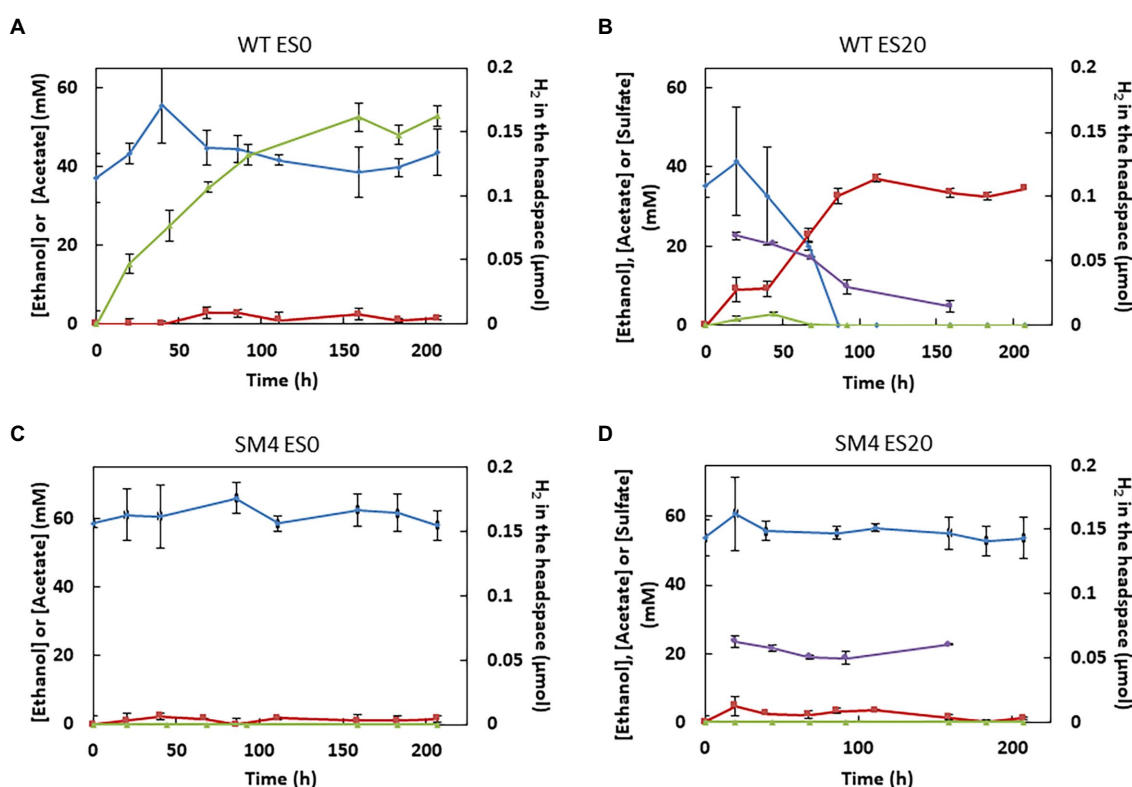 A
WT ES0
[Ethanol] or [Acetate] (mM)
60
40
20
0
0.2
0.15
0.1
0.05
0
H2 in the headspace (µmol)
0
50
100
150
200
Time (h)
B
WT ES20
[Ethanol], [Acetate] or [Sulfate]
(mM)
60
40
20
0
0.2
0.15
0.1
0.05
0
H2 in the headspace (µmol)
0
50
100
150
200
Time (h)
C
SM4 ES0
[Ethanol] or [Acetate] (mM)
60
40
20
0
0.2
0.15
0.1
0.05
0
H2 in the headspace (µmol)
0
50
100
150
200
Time (h)
D
SM4 ES20
[Ethanol], [Acetate] or [Sulfate]
(mM)
60
40
20
0
0.2
0.15
0.1
0.05
0
H2 in the headspace (µmol)
0
100
200
Time (h)